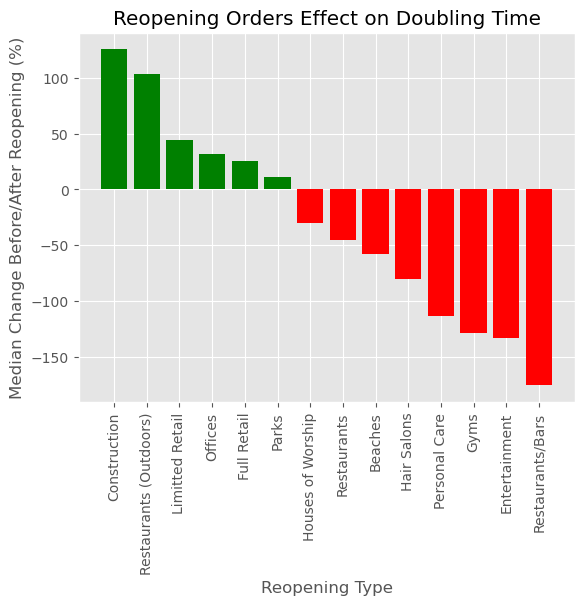 Reopening Orders Effect on Doubling Time
Median Change Before/After Reopening (%)
100
50
0
−50
−100
−150
Construction
Restaurants (Outdoors)
Limitted Retail
Offices
Full Retail
Parks
Houses of Worship
Restaurants
Beaches
Hair Salons
Personal Care
Gyms
Entertainment
Restaurants/Bars
Reopening Type